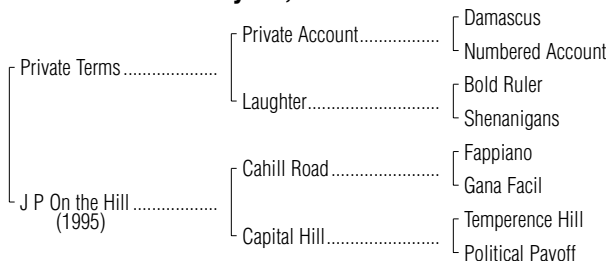 Damascus
Private Account..................
Numbered Account
Private Terms.....................
Bold Ruler
Laughter.............................
Shenanigans
Fappiano
Cahill Road........................
Gana Facil
J P On the Hill...................
(1995)
Temperence Hill
Capital Hill.........................
Political Payoff